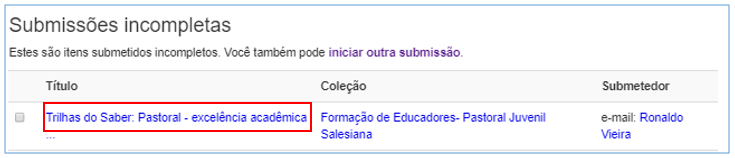 Submissões incompletas
Estes são itens submetidos incompletos. Você também pode iniciar outra submissão.
Título Coleção Submetedor
Trilhas do Saber: Pastoral - excelência acadêmica Formação de Educadores- Pastoral Juvenil e-mail: Ronaldo
... Salesiana Vieira